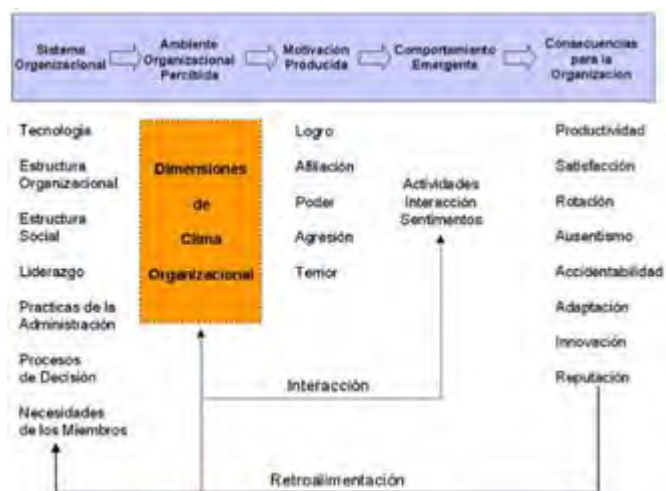 Sistema
Organizacional
Ambiente
Organizacional
Percibida
Motivación
Producida
Comportamiento
Emergente
Consecuencias
para la
Organización
Tecnología
Estructura
Organizacional
Estructura
Social
Liderazgo
Practicas de la
Administración
Procesos
de Decisión
Necesidades
de los Miembros
Dimensiones
de
Clima
Organizacional
Logro
Afiliación
Poder
Agresión
Temor
Actividades
Interacción
Sentimentos
Productividad
Satisfacción
Rotación
Ausentismo
Accidentabilidad
Adaptación
Innovación
Reputación
Interacción
Retroalimentación